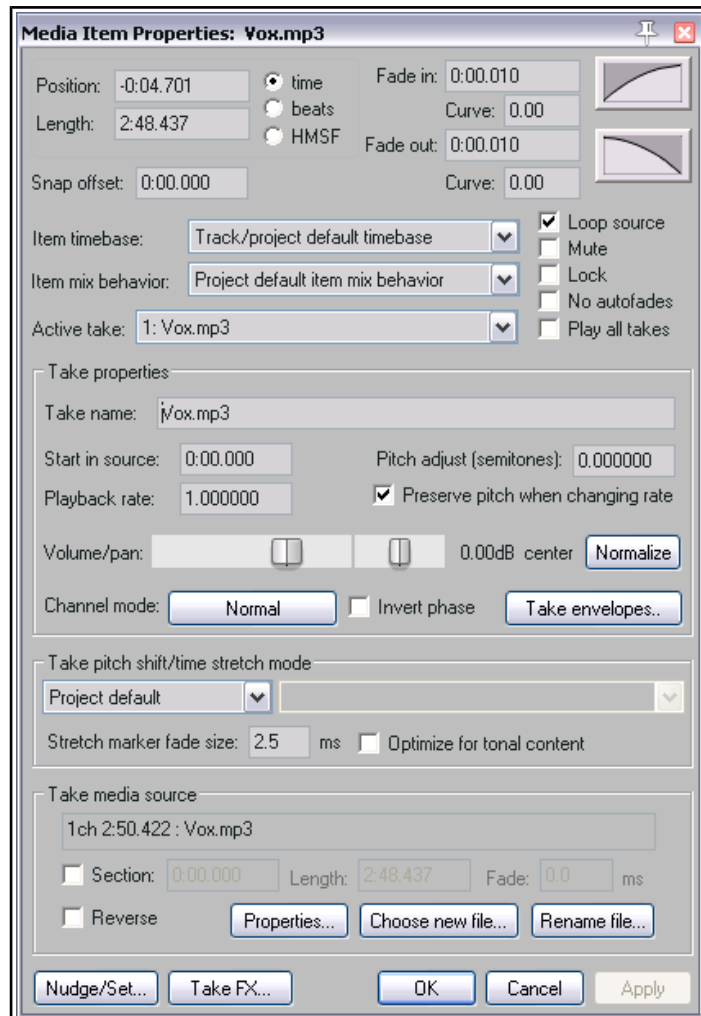 Media Item Properties: Vox.mp3
Position: -0:04.701 time Fade in: 0:00.010
beats Curve: 0.00
Length: 2:48.437 HMSF Fade out: 0:00.010
Snap offset: 0:00.000 Curve: 0.00
Loop source
Item timebase: Track/project default timebase Mute
Item mix behavior: Project default item mix behavior Lock
No autofades
Active take: 1: Vox.mp3 Play all takes
Take properties
Take name: Vox.mp3
Start in source: 0:00.000 Pitch adjust (semitones): 0.000000
Playback rate: 1.000000 Preserve pitch when changing rate
Volume/pan: 0.00dB center Normalize
Channel mode: Normal Invert phase Take envelopes..
Take pitch shift/time stretch mode
Project default
Stretch marker fade size: 2.5 ms Optimize for tonal content
Take media source
1ch 2:50.422 : Vox.mp3
Section: 0:00.000 Length: 2:48.437 Fade: 0.0 ms
Reverse Properties... Choose new file... Rename file...
Nudge/Set... Take FX... OK Cancel Apply